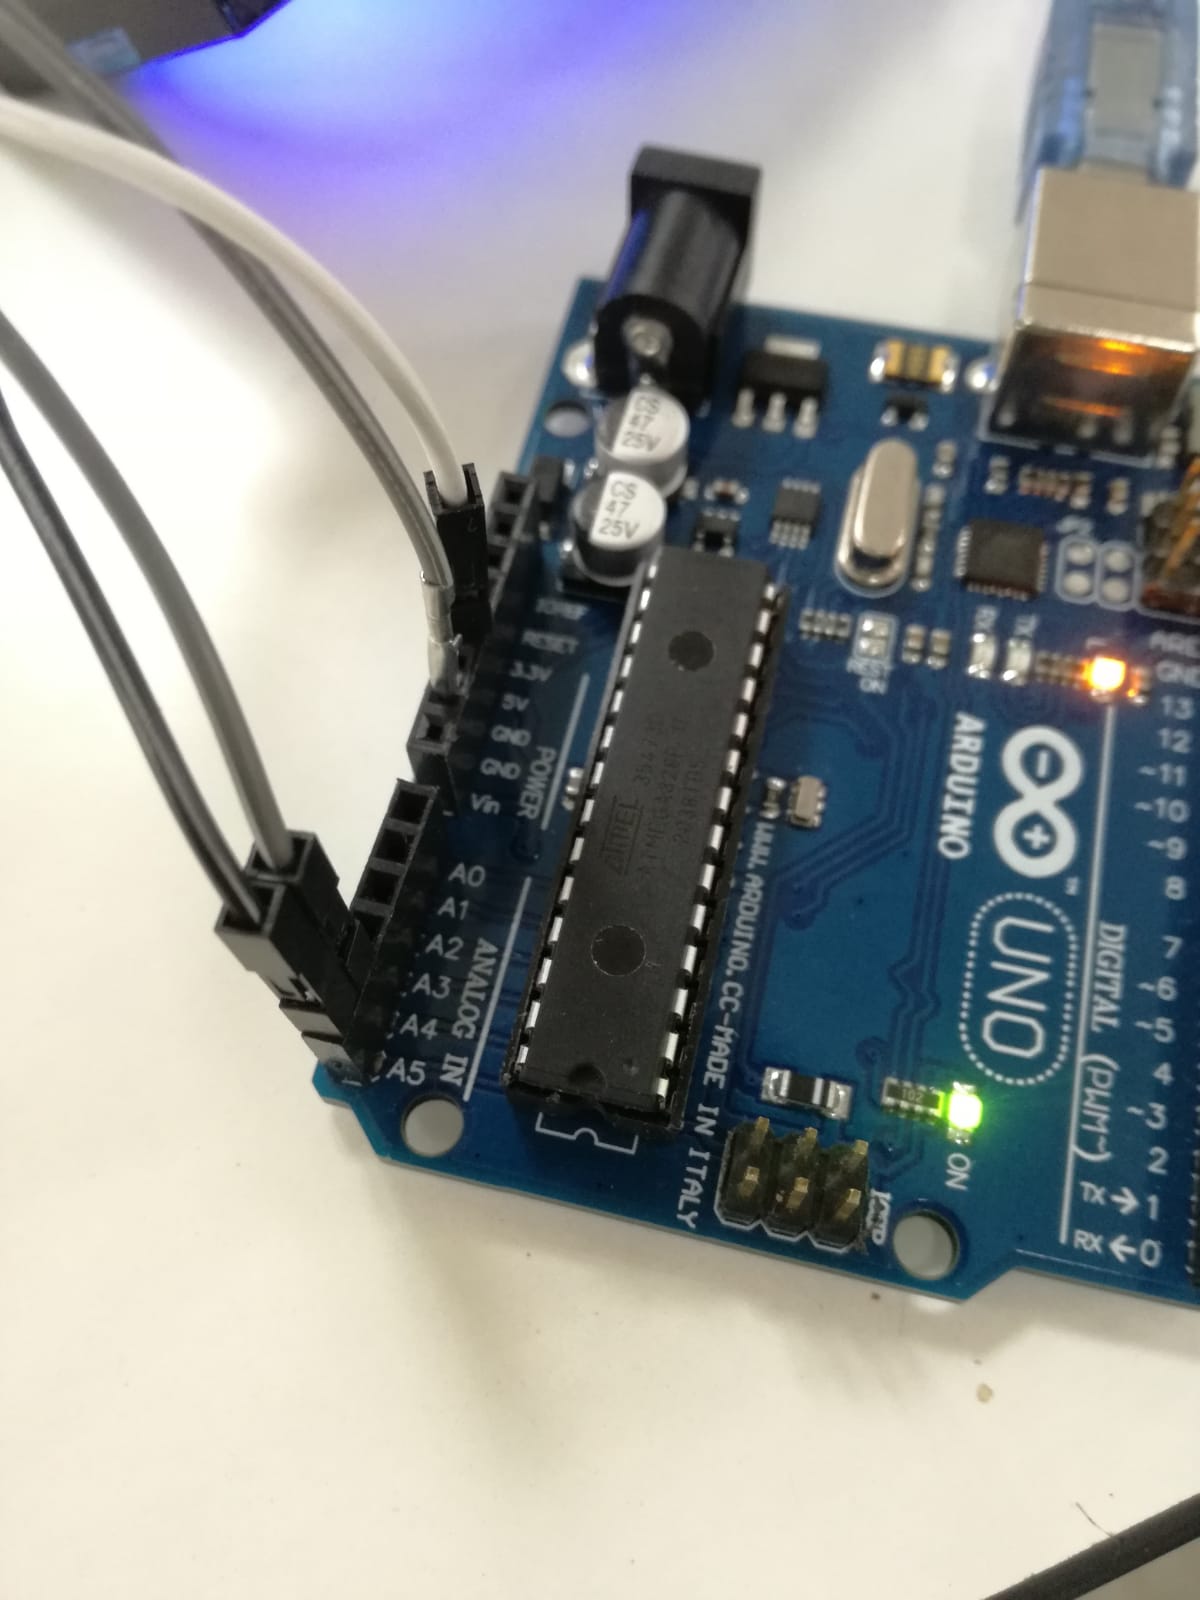 CS
47
25V
CS
47
25V
IOREF
RESET
3.3V
5V
GND
GND
Vin
POWER
A0
A1
A2
A3
A4
A5
ANALOG IN
ATMEL
WWW.ARDUINO.CC-MADE IN ITALY
RX
TX
ARDUINO
UNO
TM
102
ON
ICSP
DIGITAL (PWM~)
GND
13
12
~11
~10
~9
8
7
~6
~5
4
~3
2
TX→1
RX←0